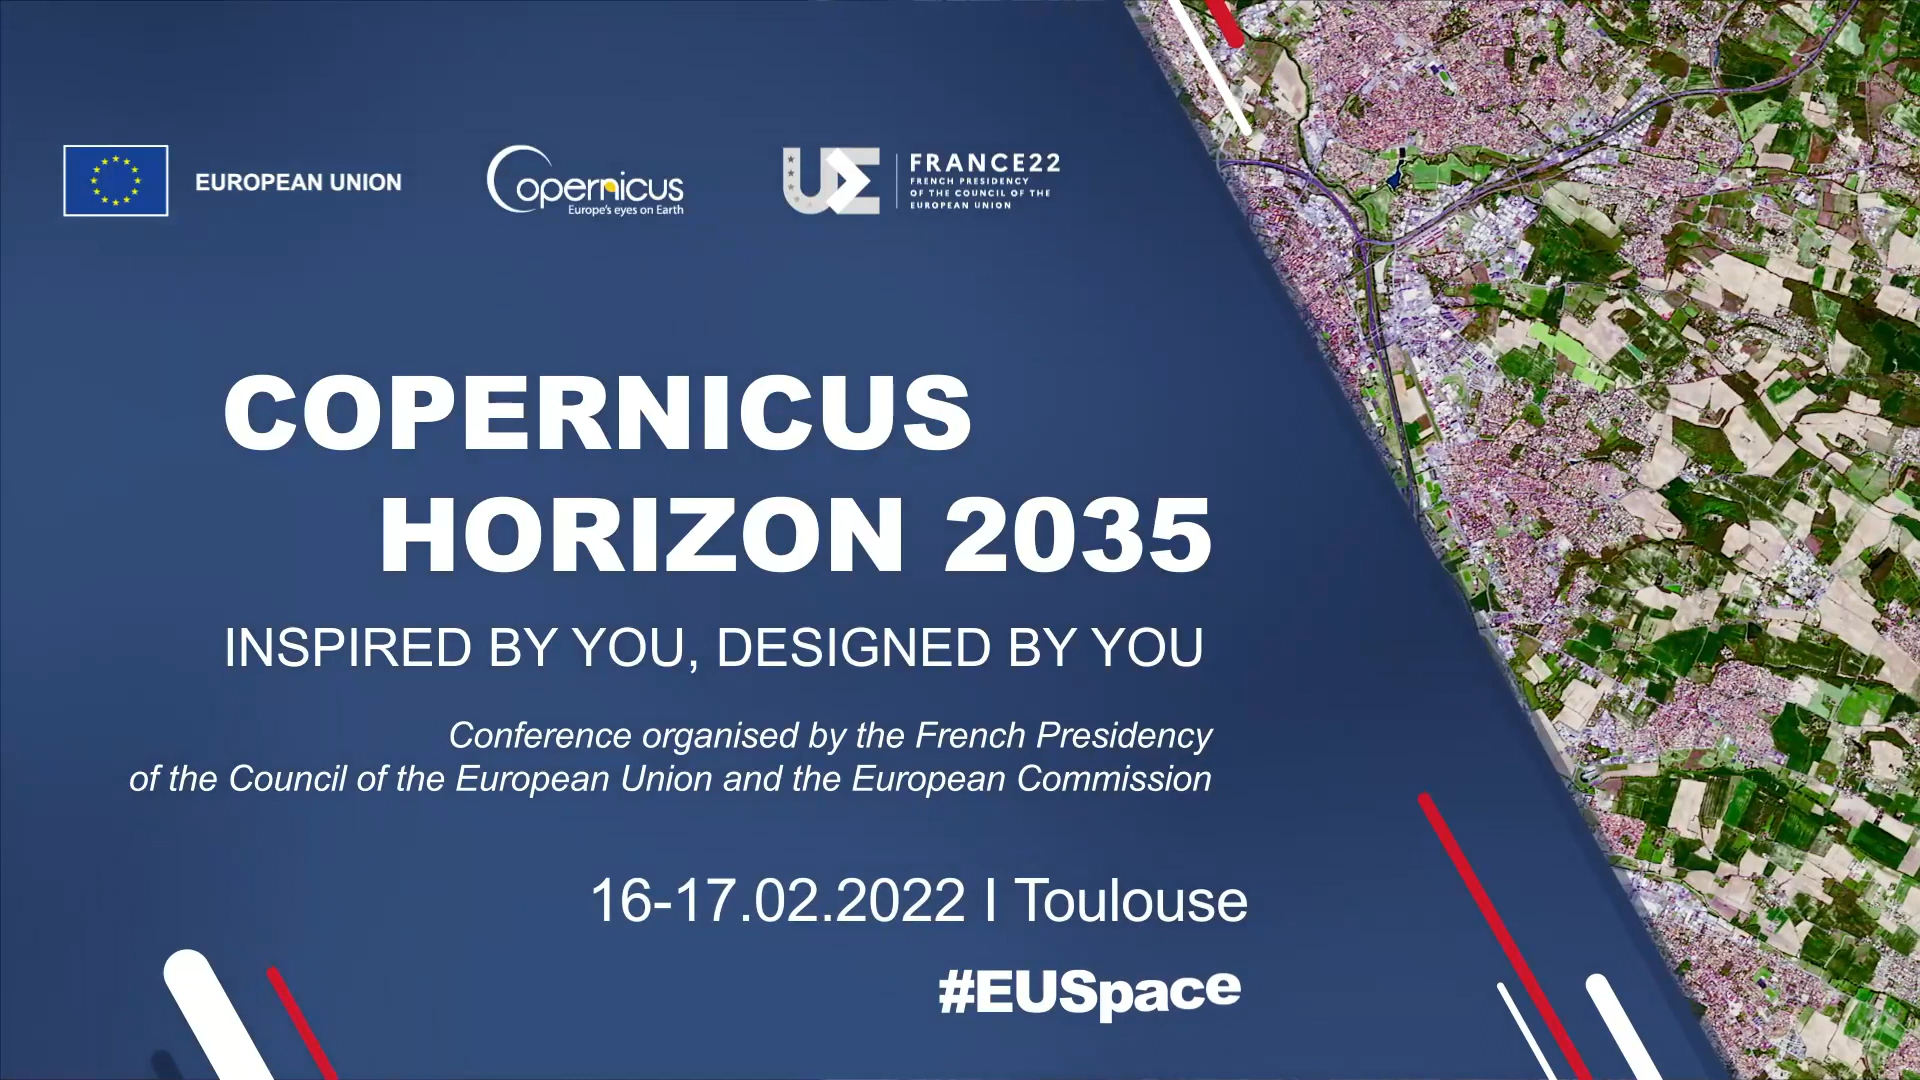 EUROPEAN UNION
Copernicus
Europe's eyes on Earth
UE
FRANCE22
FRENCH PRESIDENCY
OF THE COUNCIL OF THE
EUROPEAN UNION
COPERNICUS
HORIZON 2035
INSPIRED BY YOU, DESIGNED BY YOU
Conference organised by the French Presidency
of the Council of the European Union and the European Commission
16-17.02.2022 I Toulouse
#EUSpace